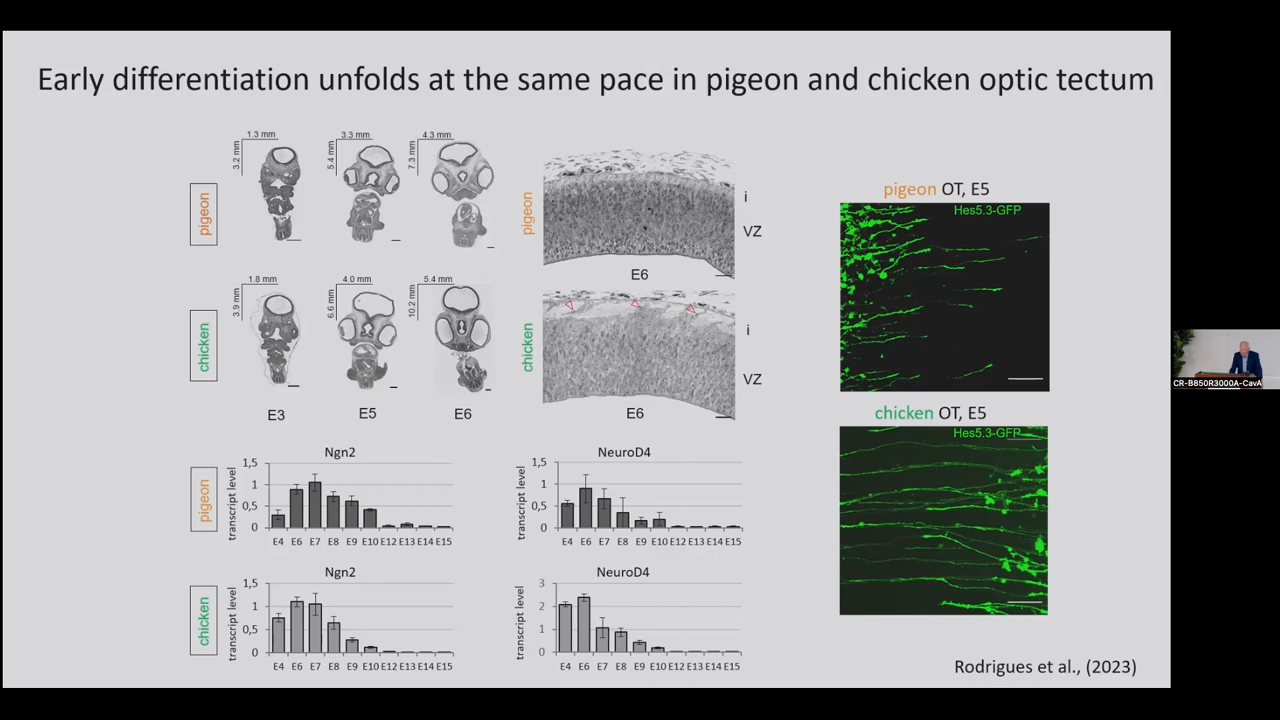 Early differentiation unfolds at the same pace in pigeon and chicken optic tectum
1.3 mm
3.2 mm
3.3 mm
5.4 mm
4.3 mm
7.3 mm
pigeon
pigeon
i
VZ
E6
1.8 mm
3.9 mm
4.0 mm
6.6 mm
5.4 mm
10.2 mm
chicken
chicken
i
VZ
E3
E5
E6
E6
pigeon OT, E5
Hes5.3-GFP
chicken OT, E5
Hes5.3-GFP
CR-B850R3000A-CavA
pigeon
Ngn2
transcript level
1,5
1
0,5
0
E4 E6 E7 E8 E9 E10 E12 E13 E14 E15
NeuroD4
transcript level
1,5
1
0,5
0
E4 E6 E7 E8 E9 E10 E12 E13 E14 E15
chicken
Ngn2
transcript level
1,5
1
0,5
0
E4 E6 E7 E8 E9 E10 E12 E13 E14 E15
NeuroD4
transcript level
3
2
1
0
E4 E6 E7 E8 E9 E10 E12 E13 E14 E15
Rodrigues et al., (2023)